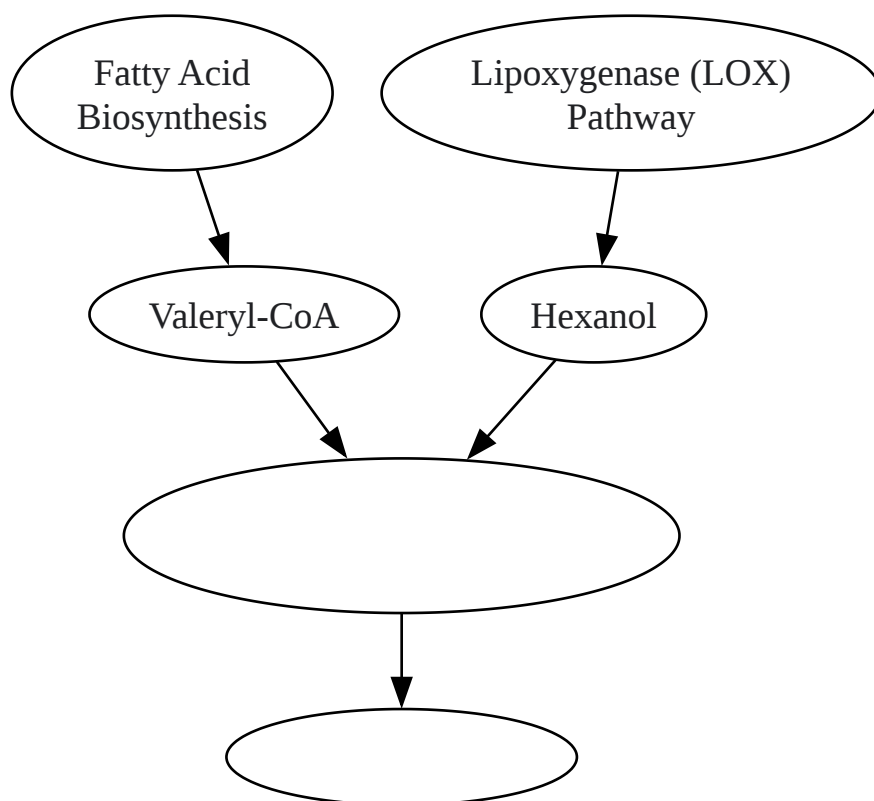 Fatty Acid
Biosynthesis
Lipoxygenase (LOX)
Pathway
Valeryl-CoA
Hexanol